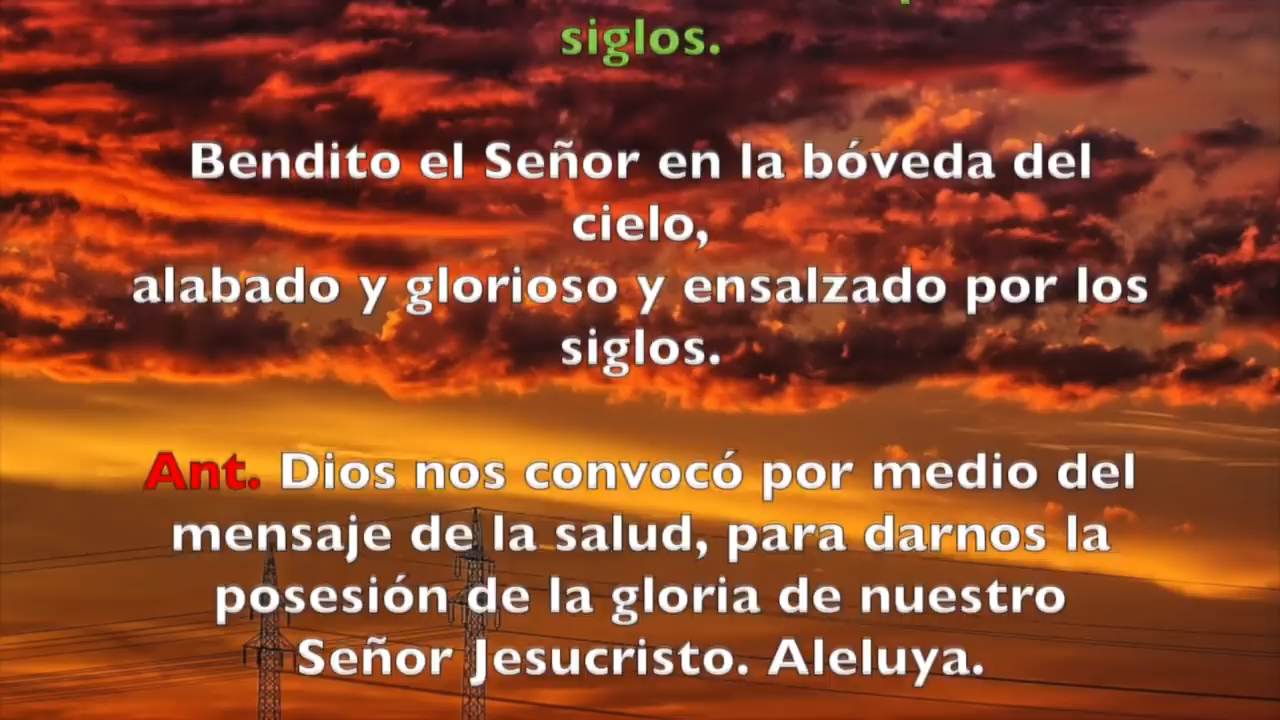 siglos.
Bendito el Señor en la bóveda del
cielo,
alabado y glorioso y ensalzado por los
siglos.
Ant. Dios nos convocó por medio del
mensaje de la salud, para darnos la
posesión de la gloria de nuestro
Señor Jesucristo. Aleluya.